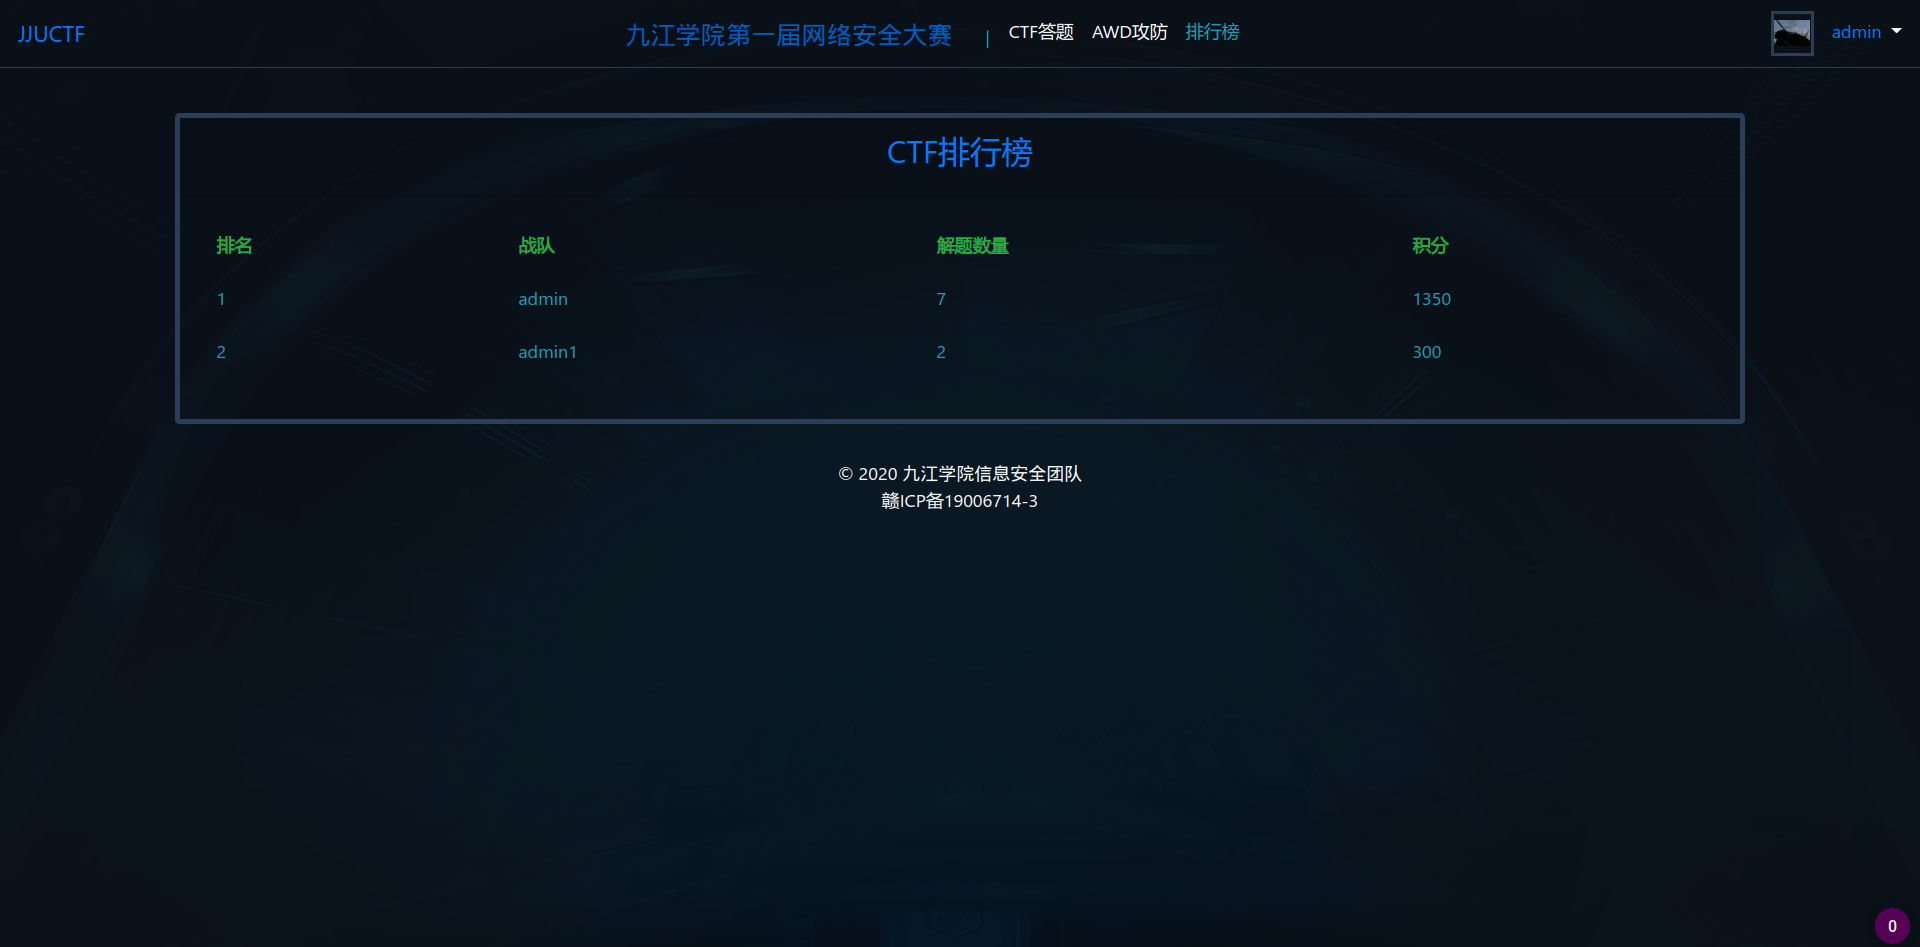 JJUCTF
九江学院第一届网络安全大赛 | CTF答题 AWD攻防 排行榜
admin
CTF排行榜
排名 战队 解题数量 积分
1 admin 7 1350
2 admin1 2 300
© 2020 九江学院信息安全团队
赣ICP备19006714-3
0